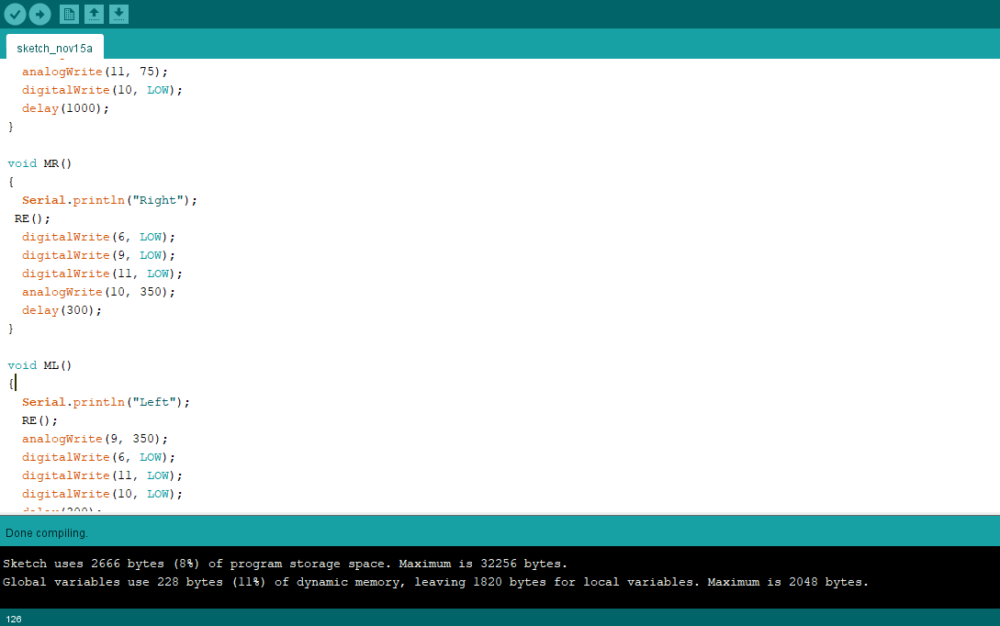 sketch_nov15a
analogWrite(11, 75);
digitalWrite(10, LOW);
delay(1000);
}
void MR()
{
Serial.println("Right");
RE();
digitalWrite(6, LOW);
digitalWrite(9, LOW);
digitalWrite(11, LOW);
analogWrite(10, 350);
delay(300);
}
void ML()
{
Serial.println("Left");
RE();
analogWrite(9, 350);
digitalWrite(6, LOW);
digitalWrite(11, LOW);
digitalWrite(10, LOW);
delay(300);
Done compiling.
Sketch uses 2666 bytes (8%) of program storage space. Maximum is 32256 bytes.
Global variables use 228 bytes (11%) of dynamic memory, leaving 1820 bytes for local variables. Maximum is 2048 bytes.
126